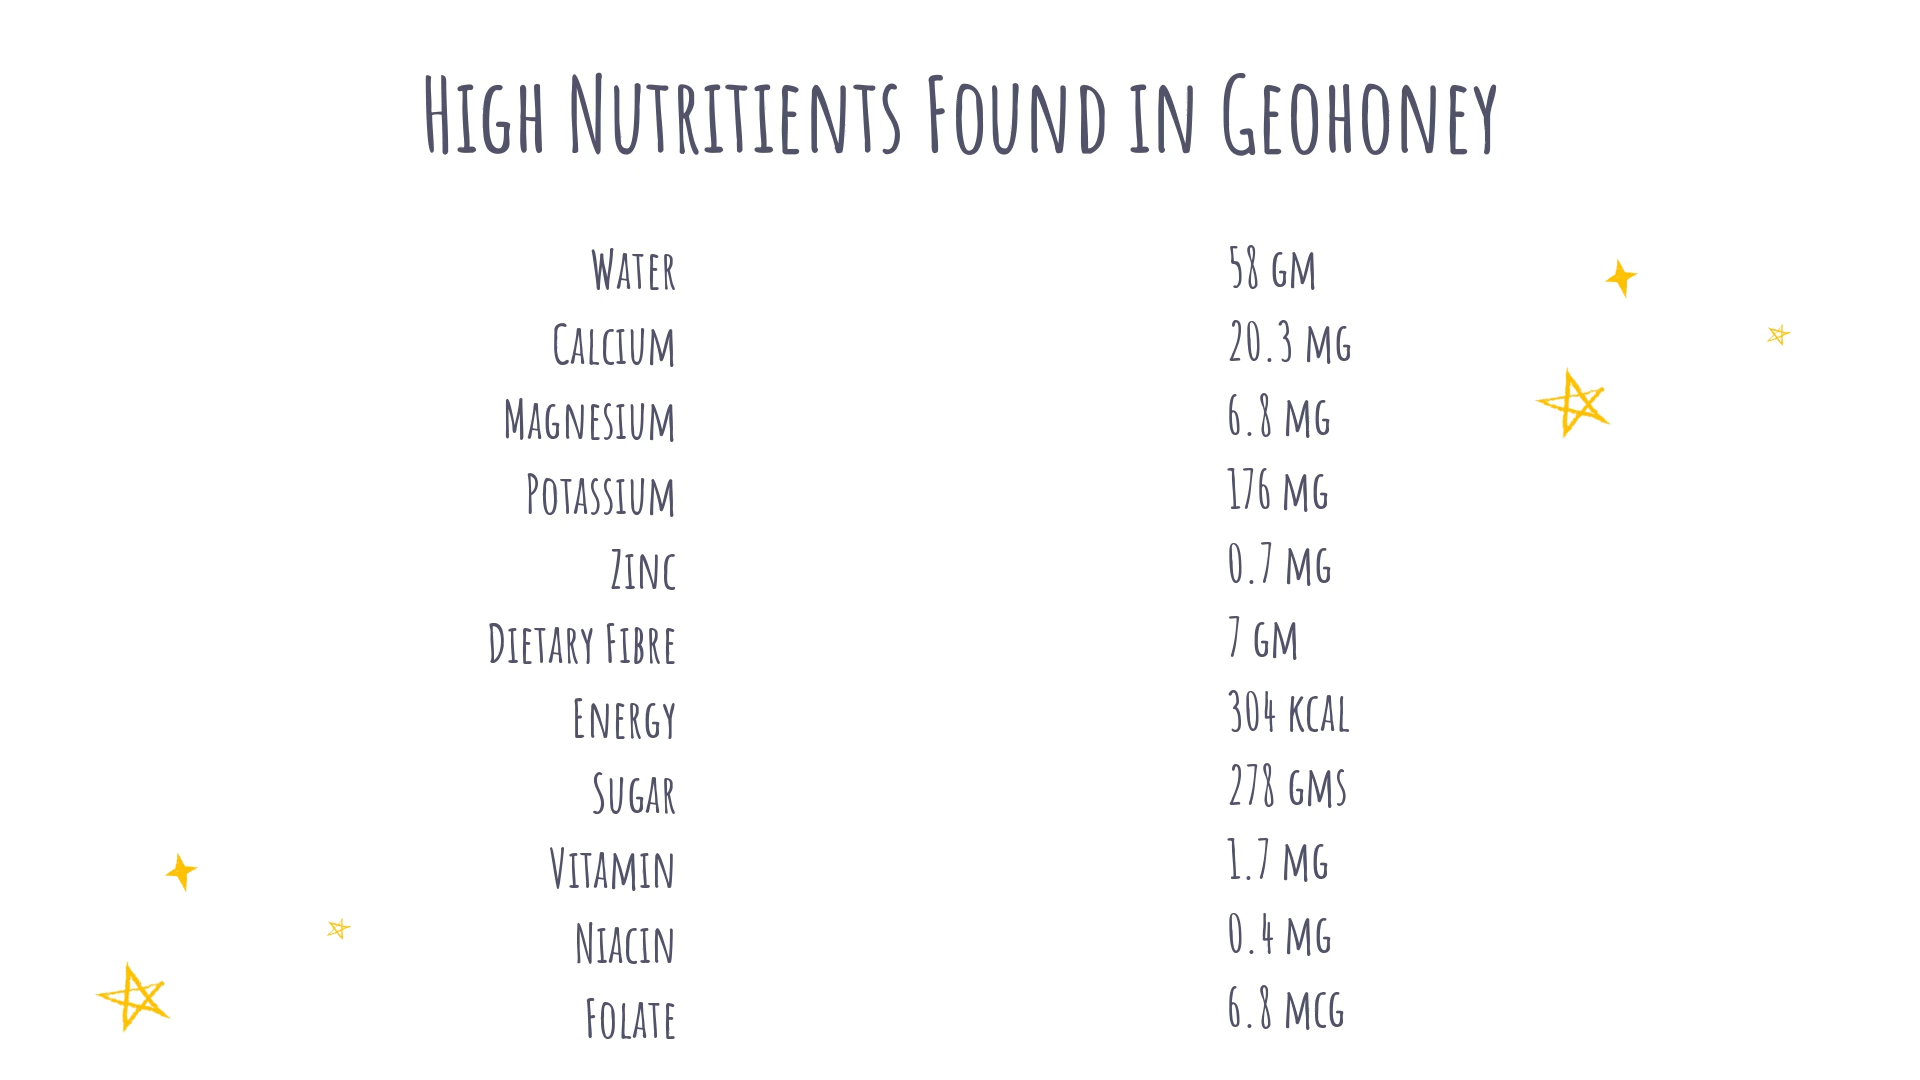 High Nutritients Found in Geohoney
Water 58 gm
Calcium 20.3 mg
Magnesium 6.8 mg
Potassium 176 mg
Zinc 0.7 mg
Dietary Fibre 7 gm
Energy 304 kcal
Sugar 278 gms
Vitamin 1.7 mg
Niacin 0.4 mg
Folate 6.8 mcg